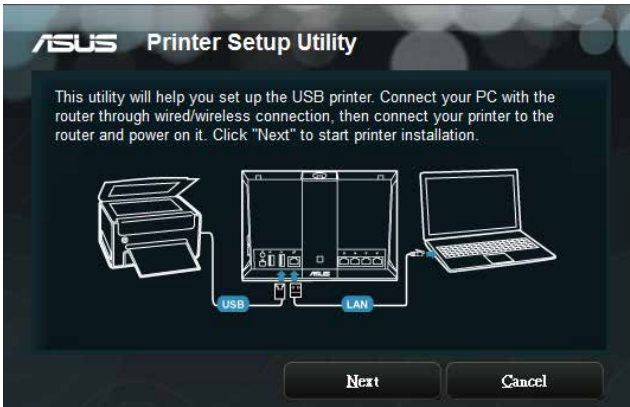 ASUS Printer Setup Utility
This utility will help you set up the USB printer. Connect your PC with the
router through wired/wireless connection, then connect your printer to the
router and power on it. Click "Next" to start printer installation.
ASUS
USB
LAN
Next
Cancel